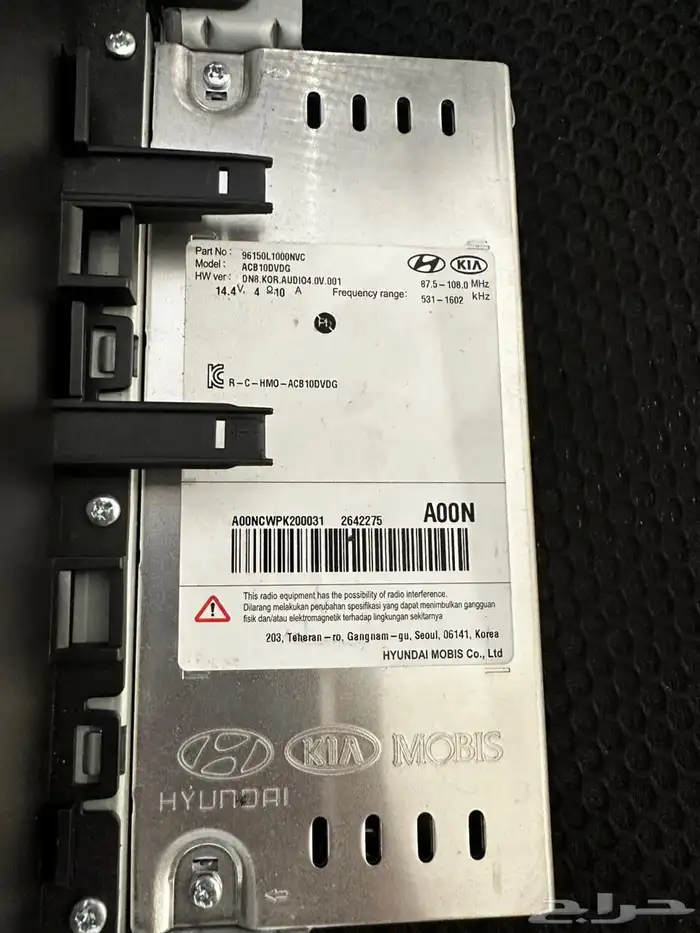 Part No : 96150L1000NVC
Model : ACB10DVDG
HW ver : DN8.KOR.AUDIO4.0V.001
14.4V, 4 Ω 10 A
Frequency range: 87.5-108.0 MHz
531-1602 kHz
KIA
R-C-HMO-ACB10DVDG
A00NCWPK200031 2642275 A00N
This radio equipment has the possibility of radio interference.
Dilarang melakukan perubahan spesifikasi yang dapat menimbulkan gangguan
fisik dan/atau elektromagnetik terhadap lingkungan sekitarnya
203, Teheran-ro, Gangnam-gu, Seoul, 06141, Korea
HYUNDAI MOBIS Co., Ltd
KIA MOBIS
HYUNDAI
حراج